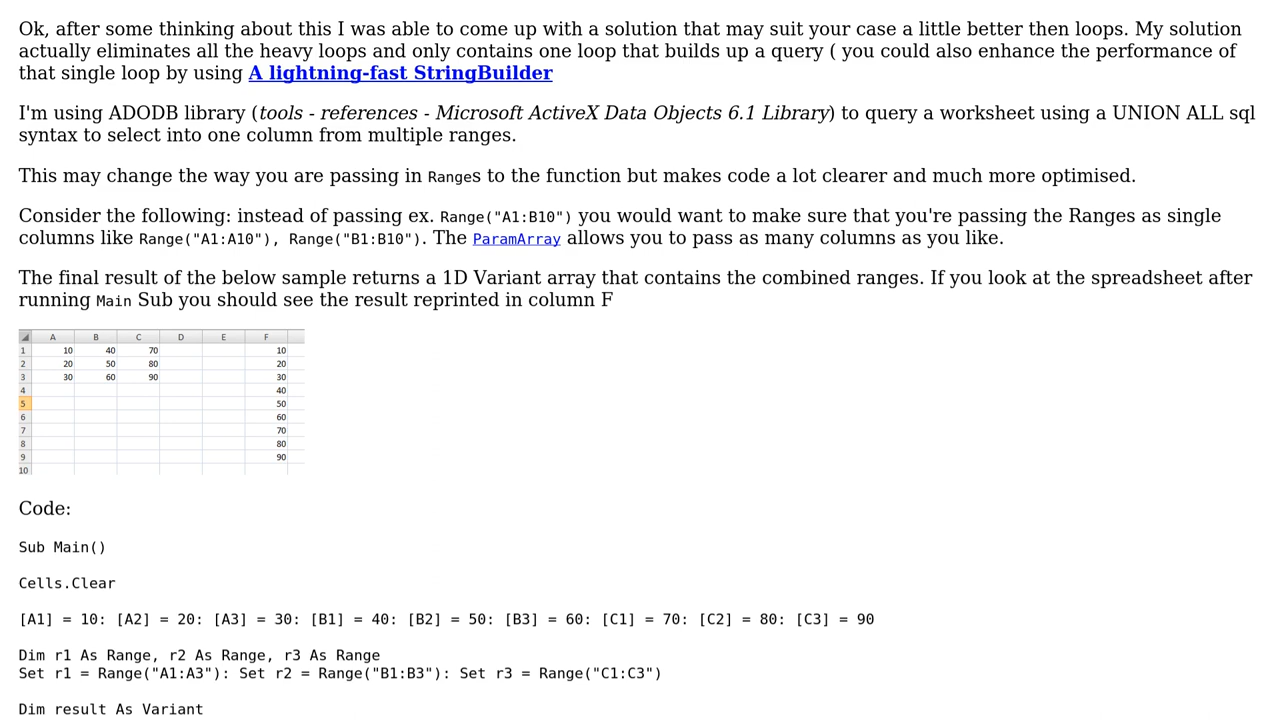 Ok, after some thinking about this I was able to come up with a solution that may suit your case a little better then loops. My solution
actually eliminates all the heavy loops and only contains one loop that builds up a query ( you could also enhance the performance of
that single loop by using A lightning-fast StringBuilder
I'm using ADODB library (tools - references - Microsoft ActiveX Data Objects 6.1 Library) to query a worksheet using a UNION ALL sql
syntax to select into one column from multiple ranges.
This may change the way you are passing in Ranges to the function but makes code a lot clearer and much more optimised.
Consider the following: instead of passing ex. Range("A1:B10") you would want to make sure that you're passing the Ranges as single
columns like Range("A1:A10"), Range("B1:B10"). The ParamArray allows you to pass as many columns as you like.
The final result of the below sample returns a 1D Variant array that contains the combined ranges. If you look at the spreadsheet after
running Main Sub you should see the result reprinted in column F
A B C D E F
1 10 40 70 10
2 20 50 80 20
3 30 60 90 30
4 40
5 50
6 60
7 70
8 80
9 90
10
Code:
Sub Main()
Cells.Clear
[A1] = 10: [A2] = 20: [A3] = 30: [B1] = 40: [B2] = 50: [B3] = 60: [C1] = 70: [C2] = 80: [C3] = 90
Dim r1 As Range, r2 As Range, r3 As Range
Set r1 = Range("A1:A3"): Set r2 = Range("B1:B3"): Set r3 = Range("C1:C3")
Dim result As Variant